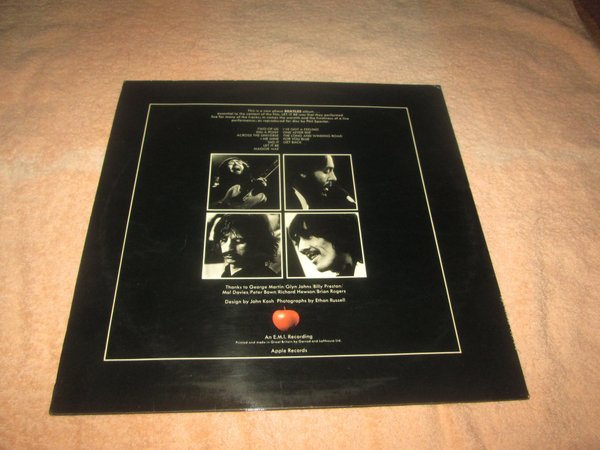 This is a new phase BEATLES album
essential to the content of the film, LET IT BE was that they performed
live for many of the tracks; in comes the warmth and the freshness of a live
performance; as reproduced for disc by Phil Spector.
TWO OF US
DIG A PONY
ACROSS THE UNIVERSE
I ME MINE
DIG IT
LET IT BE
MAGGIE MAE
I'VE GOT A FEELING
ONE AFTER 909
THE LONG AND WINDING ROAD
FOR YOU BLUE
GET BACK
Thanks to George Martin/Glyn Johns/Billy Preston/
Mal Davies/Peter Bown/Richard Hewson/Brian Rogers
Design by John Kosh Photographs by Ethan Russell.
An E.M.I. Recording
Printed and made in Great Britain by Garrod and Lofthouse Ltd.
Apple Records